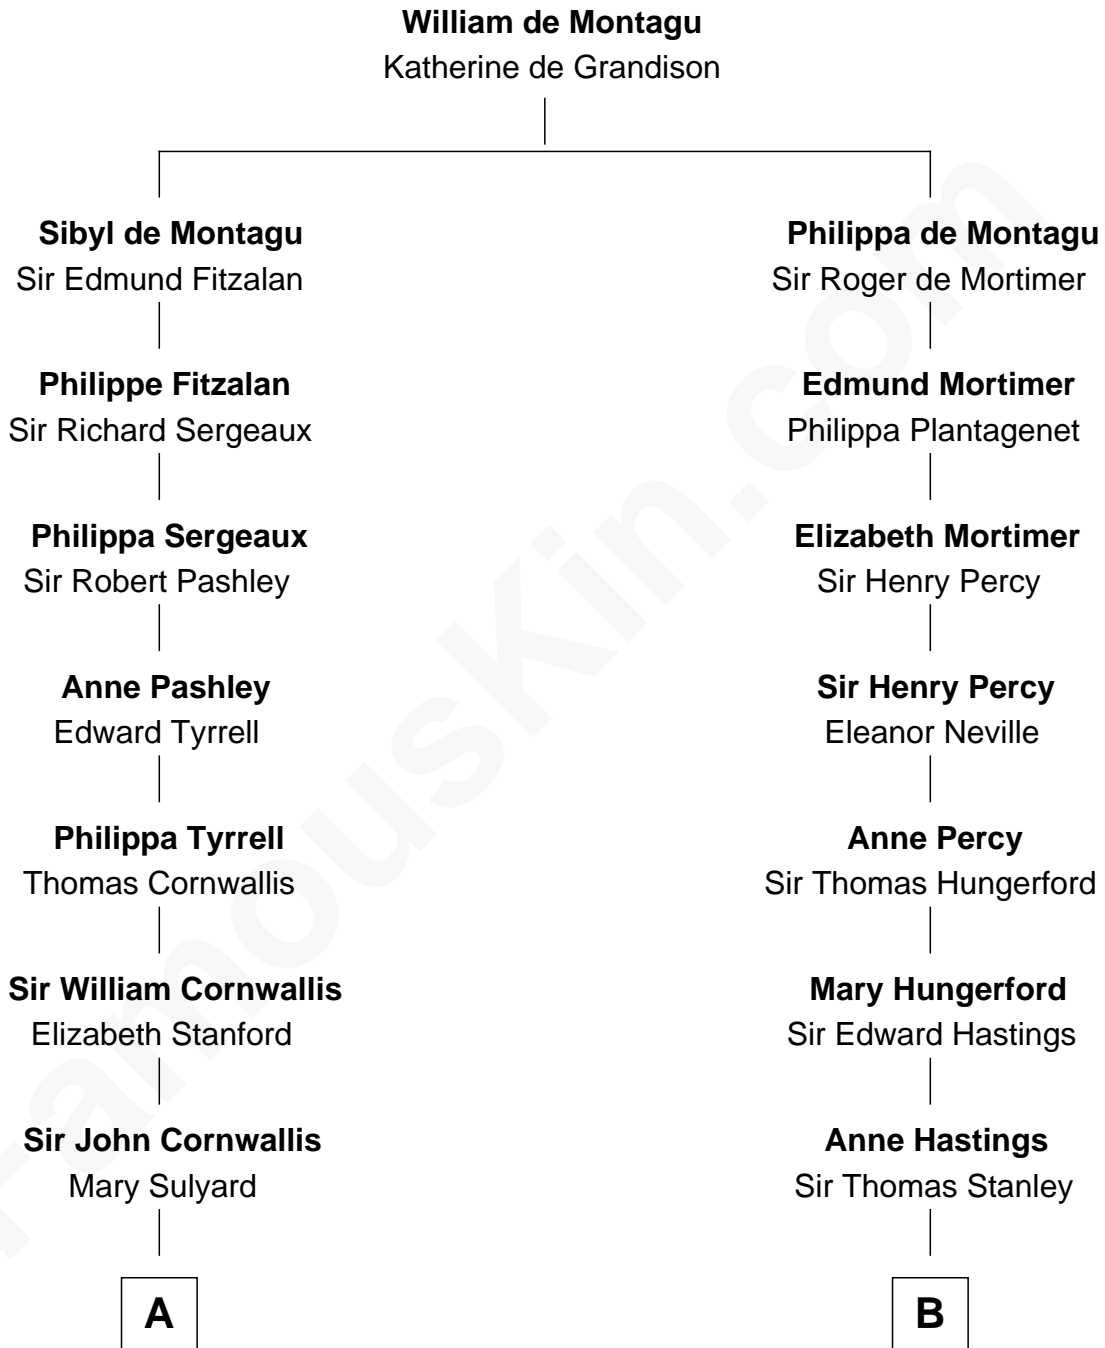 William de Montagu
Katherine de Grandison
Sibyl de Montagu
Sir Edmund Fitzalan
Philippa de Montagu
Sir Roger de Mortimer
Philippe Fitzalan
Sir Richard Sergeaux
Edmund Mortimer
Philippa Plantagenet
Philippa Sergeaux
Sir Robert Pashley
Elizabeth Mortimer
Sir Henry Percy
Anne Pashley
Edward Tyrrell
Sir Henry Percy
Eleanor Neville
Philippa Tyrrell
Thomas Cornwallis
Anne Percy
Sir Thomas Hungerford
Sir William Cornwallis
Elizabeth Stanford
Mary Hungerford
Sir Edward Hastings
Sir John Cornwallis
Mary Sulyard
Anne Hastings
Sir Thomas Stanley
A
B
FamousKin.com